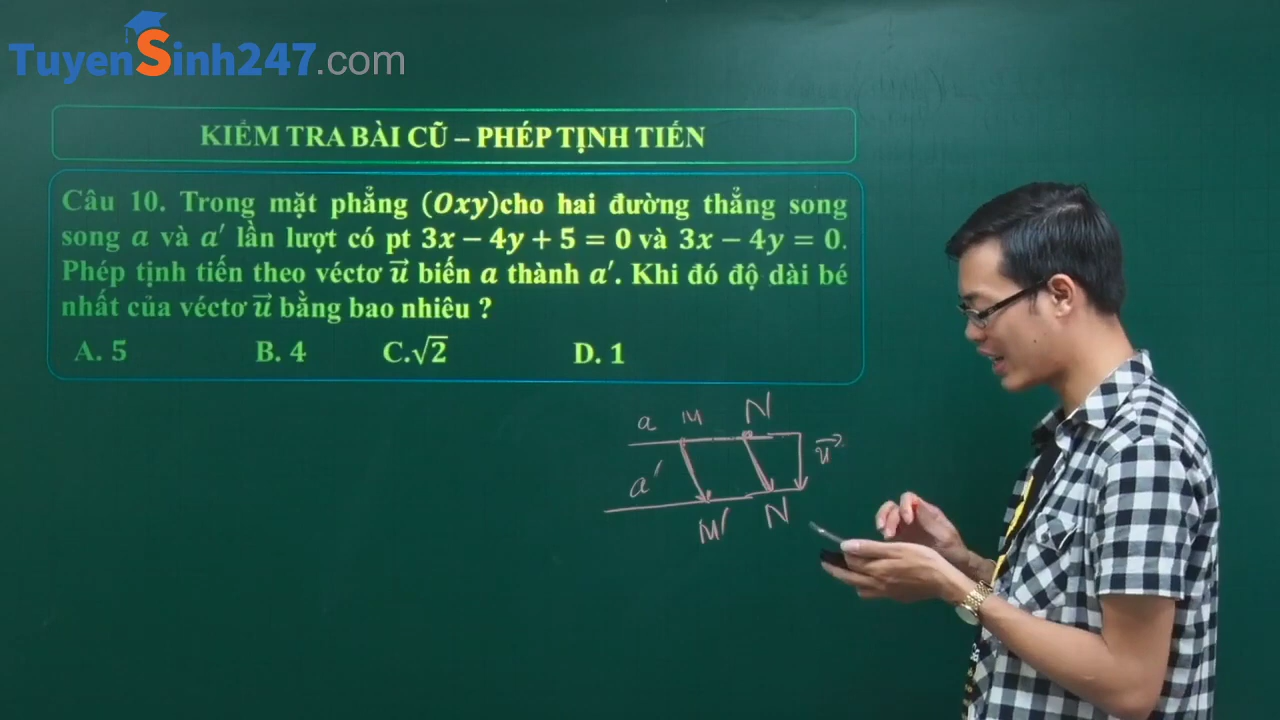 TuyenSinh247.com
KIỂM TRA BÀI CŨ – PHÉP TỊNH TIẾN
Câu 10. Trong mặt phẳng (Oxy)cho hai đường thẳng song
song a và a′ lần lượt có pt 3x − 4y + 5 = 0 và 3x − 4y = 0.
Phép tịnh tiến theo véctơ u⃗ biến a thành a′. Khi đó độ dài bé
nhất của véctơ u⃗ bằng bao nhiêu ?
A. 5 B. 4 C.√2 D. 1
a M N
u⃗
a'
M' N